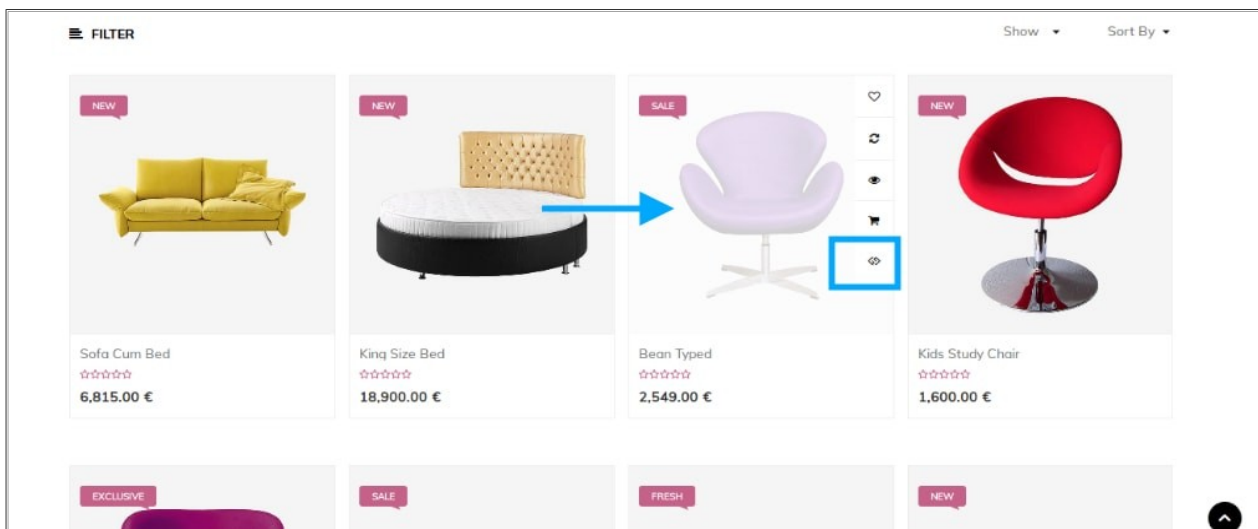 FILTER
Show
Sort By
NEW
NEW
SALE
NEW
Sofa Cum Bed
King Size Bed
Bean Typed
Kids Study Chair
6,815.00 €
18,900.00 €
2,549.00 €
1,600.00 €
EXCLUSIVE
SALE
FRESH
NEW